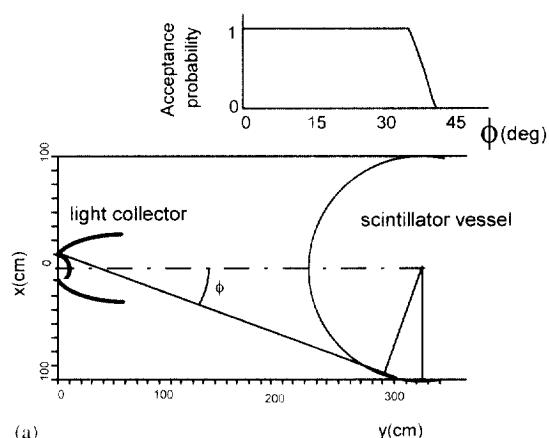 Acceptance
probability
1
0
0 15 30 45 ϕ(deg)
100
light collector
scintillator vessel
x(cm)
0
ϕ
100
0 100 200 300
(a)
y(cm)